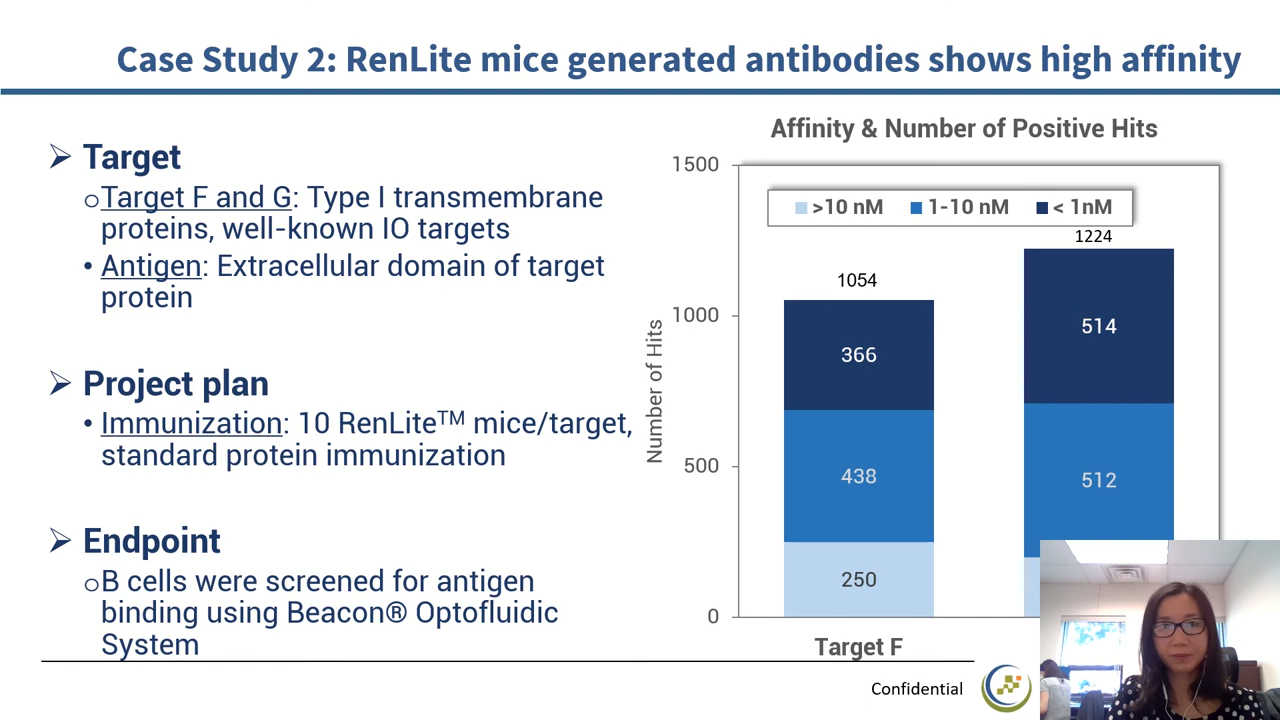 Case Study 2: RenLite mice generated antibodies shows high affinity
➢ Target
oTarget F and G: Type I transmembrane
proteins, well-known IO targets
• Antigen: Extracellular domain of target
protein
➢ Project plan
• Immunization: 10 RenLite™ mice/target,
standard protein immunization
➢ Endpoint
oB cells were screened for antigen
binding using Beacon® Optofluidic
System
Affinity & Number of Positive Hits
1500
1000
500
0
Number of Hits
>10 nM 1-10 nM < 1nM
1054
366
438
250
1224
514
512
Target F
Confidential